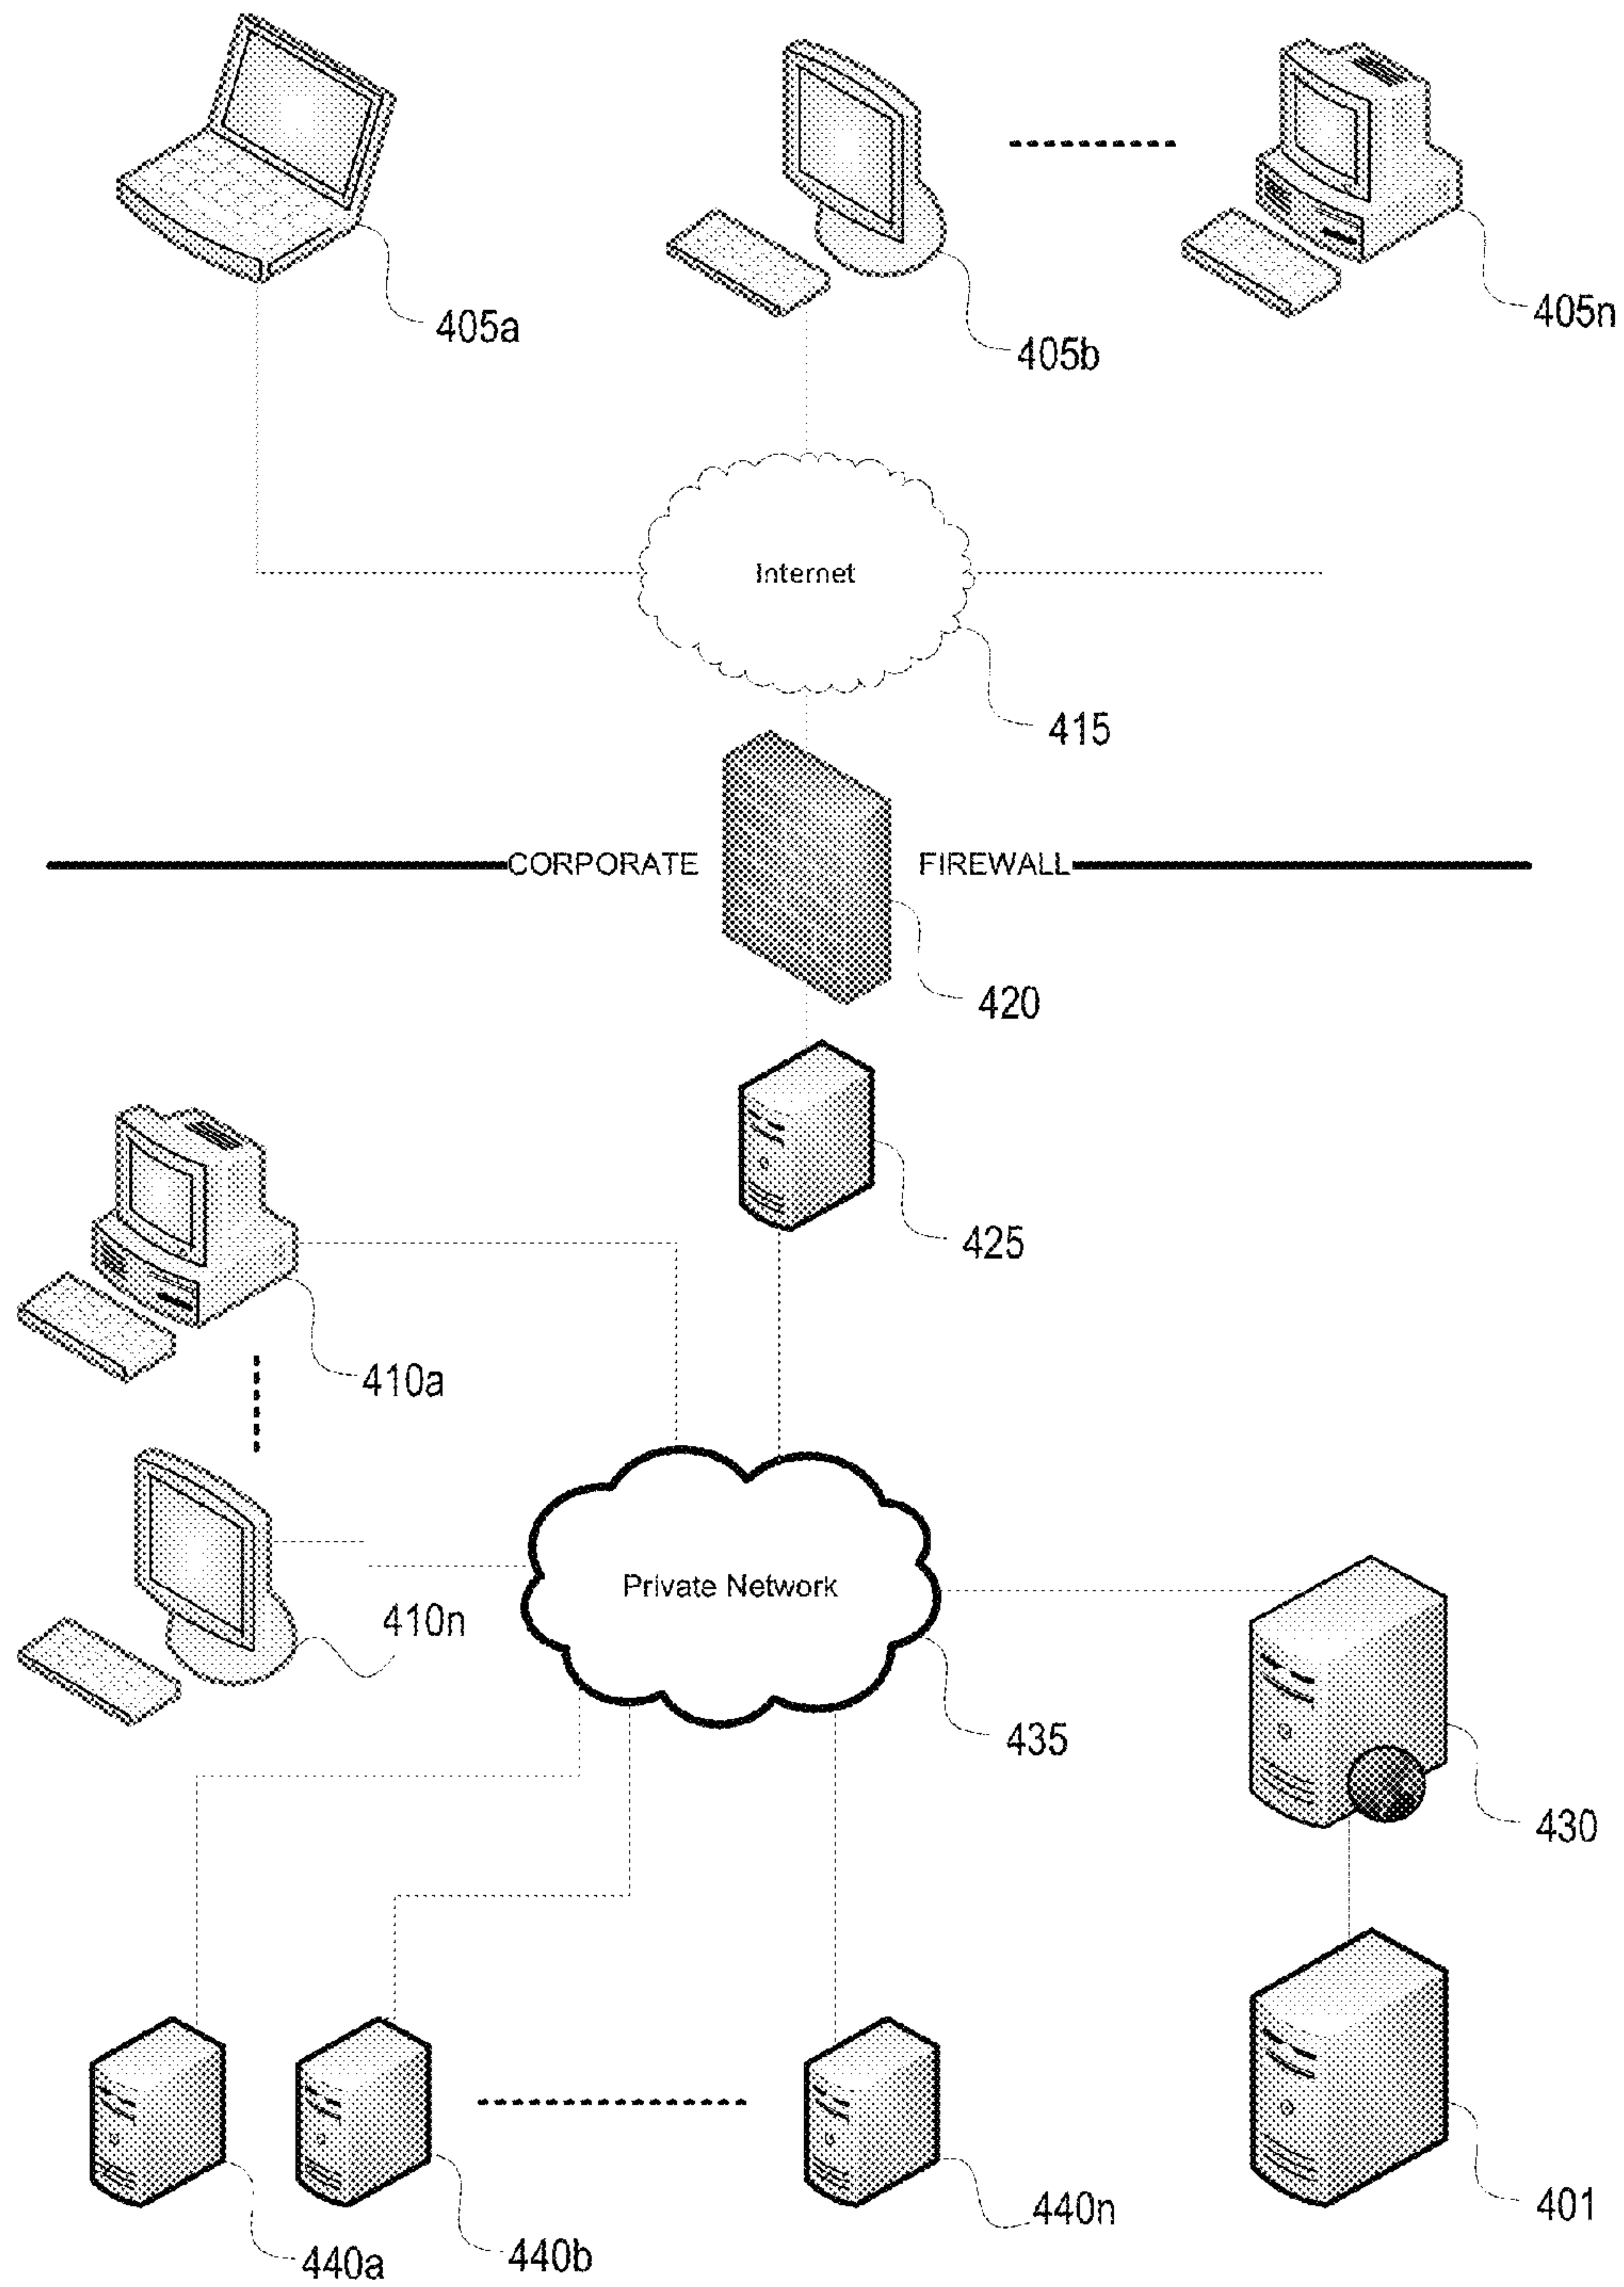 405a
405b
405n
Internet
415
CORPORATE FIREWALL
420
425
410a
Private Network
410n
435
430
440a
440b
440n
401